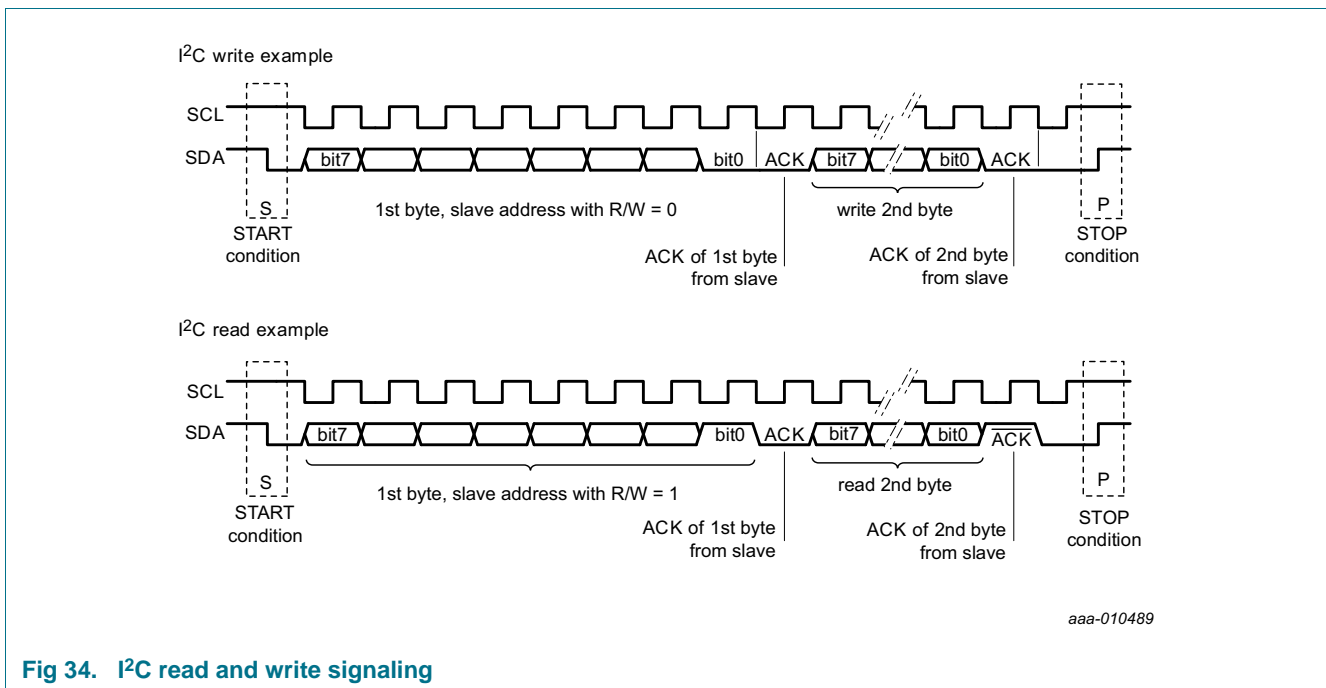 I²C write example
SCL
SDA bit7 bit0 ACK bit7 bit0 ACK
S 1st byte, slave address with R/W = 0 write 2nd byte P
START STOP
condition ACK of 1st byte ACK of 2nd byte condition
from slave from slave
I²C read example
SCL
SDA bit7 bit0 ACK bit7 bit0 A̅C̅K̅
S 1st byte, slave address with R/W = 1 read 2nd byte P
START STOP
condition ACK of 1st byte ACK of 2nd byte condition
from slave from slave
aaa-010489
Fig 34. I²C read and write signaling